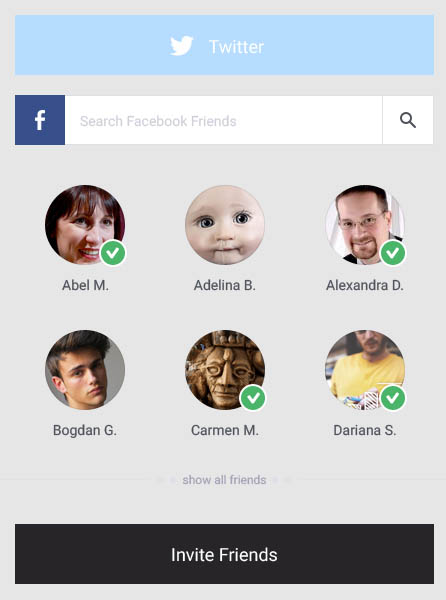 Twitter
Search Facebook Friends
Abel M.
Adelina B.
Alexandra D.
Bogdan G.
Carmen M.
Dariana S.
show all friends
Invite Friends